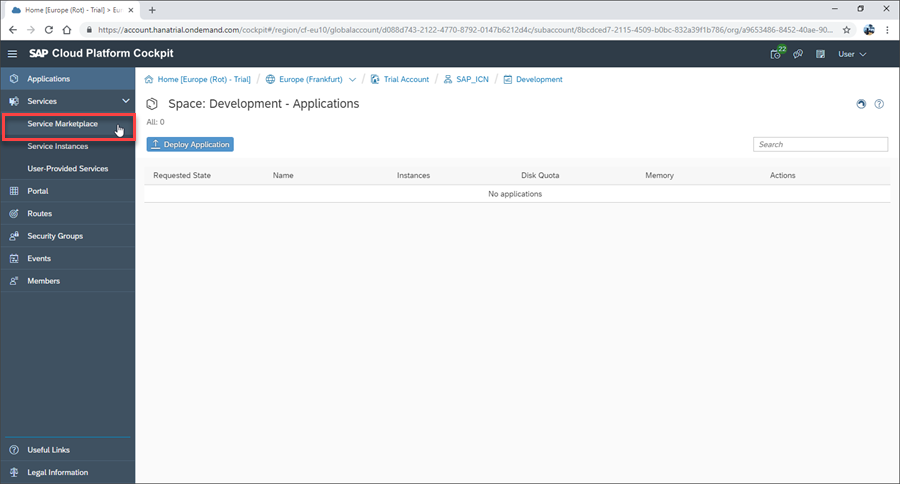 Home [Europe (Rot) - Trial] > Eur
https://account.hanatrial.ondemand.com/cockpit#/region/cf-eu10/globalaccount/d088d743-2122-4770-8792-0147b6212d4c/subaccount/8bcdced7-2115-4509-b0bc-832a39f1b786/org/a9653486-8452-40ae-90...
SAP Cloud Platform Cockpit
22
User
Applications
Services
Service Marketplace
Service Instances
User-Provided Services
Portal
Routes
Security Groups
Events
Members
Useful Links
Legal Information
Home [Europe (Rot) - Trial] / Europe (Frankfurt) / Trial Account / SAP_ICN / Development
Space: Development - Applications
All: 0
Deploy Application
Search
Requested State Name Instances Disk Quota Memory Actions
No applications